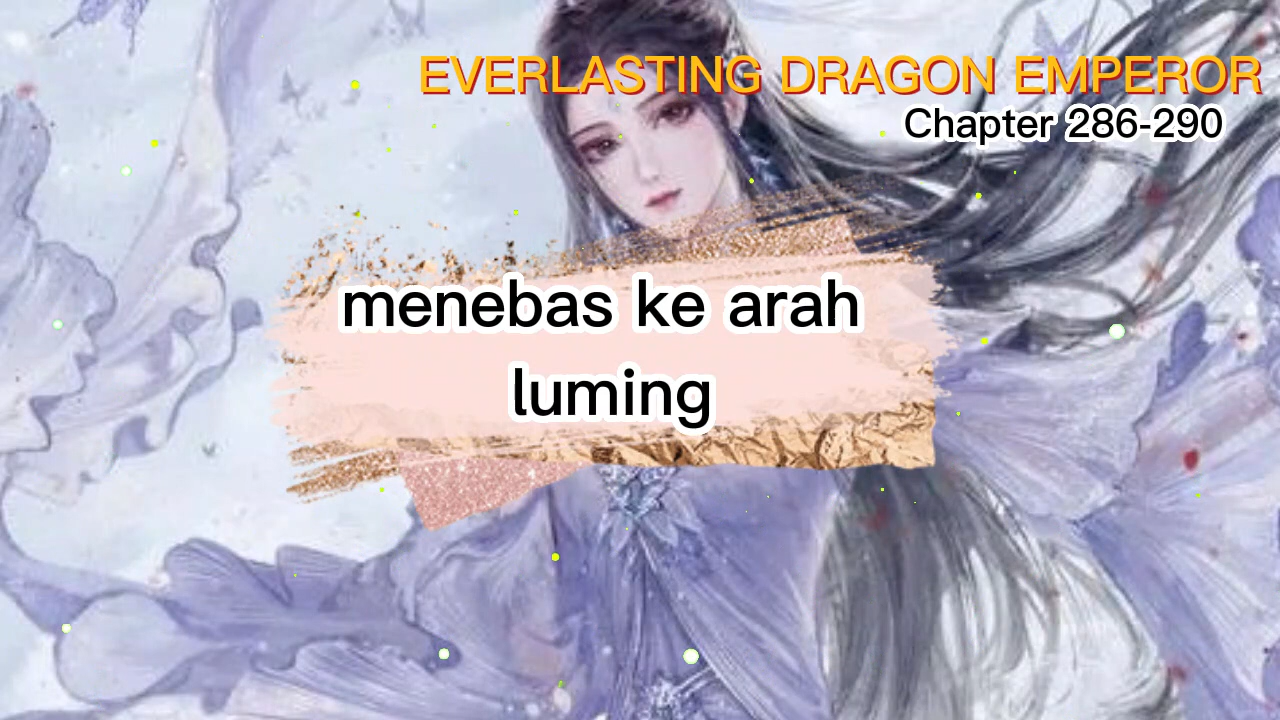 EVERLASTING DRAGON EMPEROR
Chapter 286-290
menebas ke arah
luming